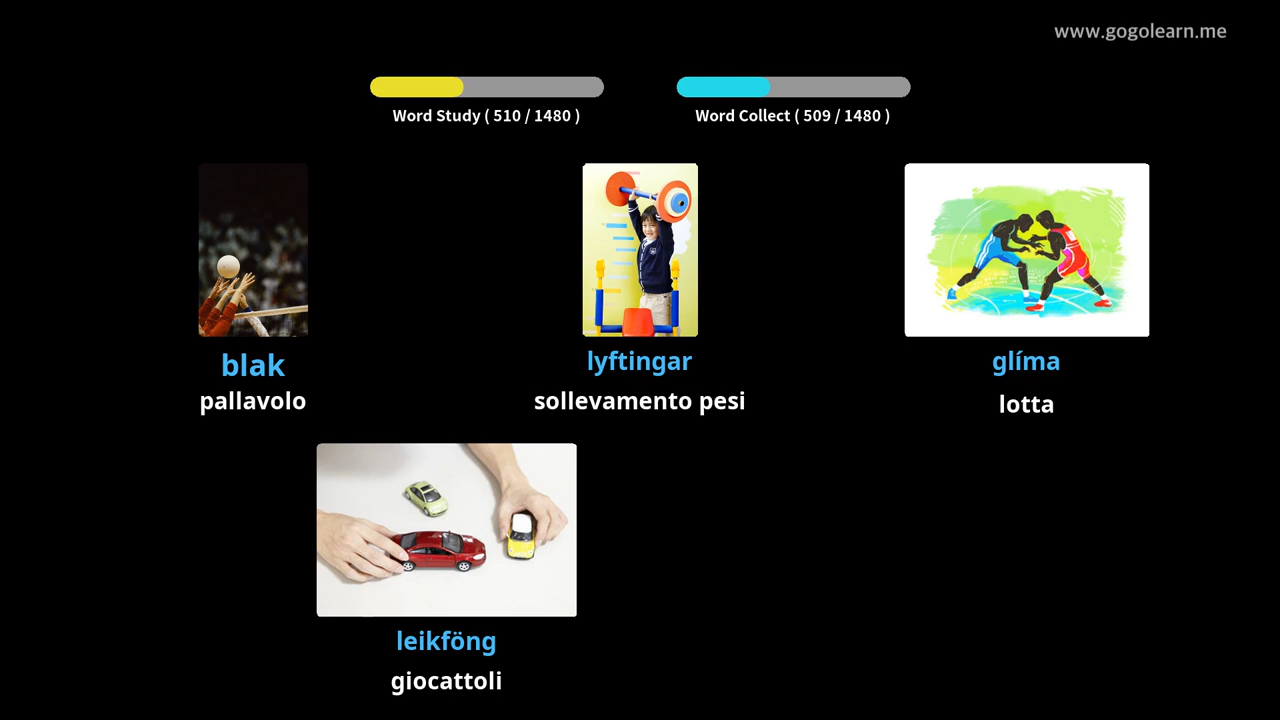 www.gogolearn.me
Word Study ( 510 / 1480 )
Word Collect ( 509 / 1480 )
blak
pallavolo
lyftingar
sollevamento pesi
glíma
lotta
leikföng
giocattoli